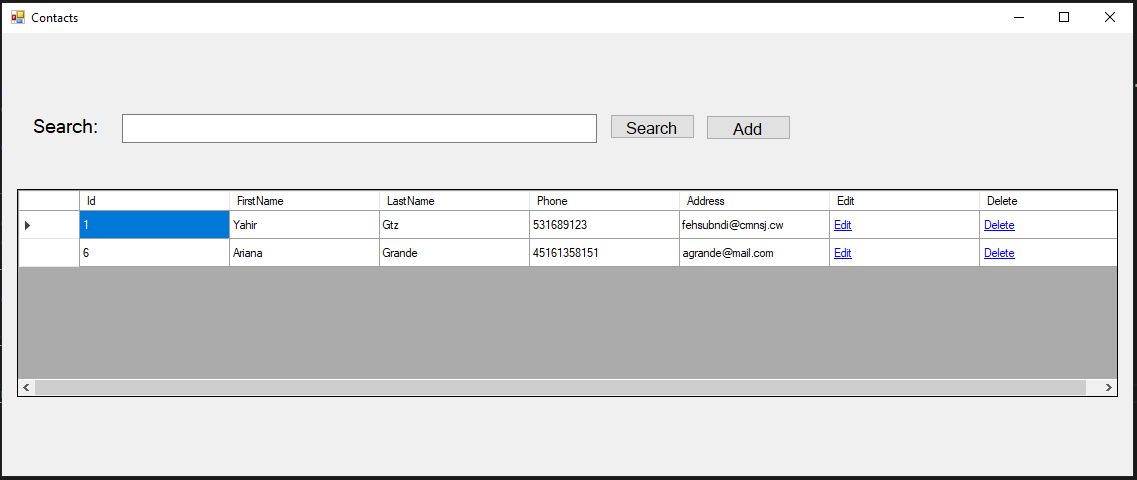 Contacts
Search: Search Add
Id FirstName LastName Phone Address Edit Delete
1 Yahir Gtz 531689123 fehsubndi@cmnsj.cw Edit Delete
6 Ariana Grande 45161358151 agrande@mail.com Edit Delete